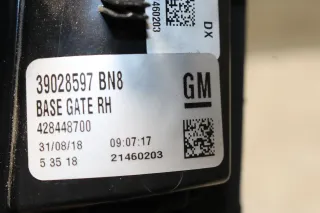 460203
DX
39028597 BN8
GM
BASE GATE RH
428448700
31/08/18 09:07:17
5 35 18 21460203